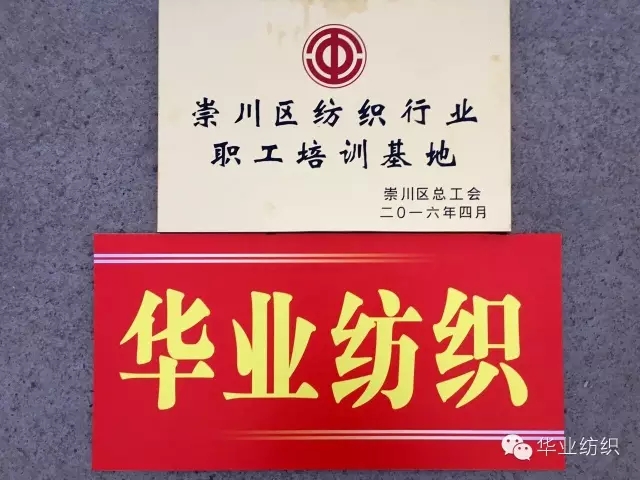 崇川区纺织行业
职工培训基地
崇川区总工会
二〇一六年四月
华业纺织
华业纺织